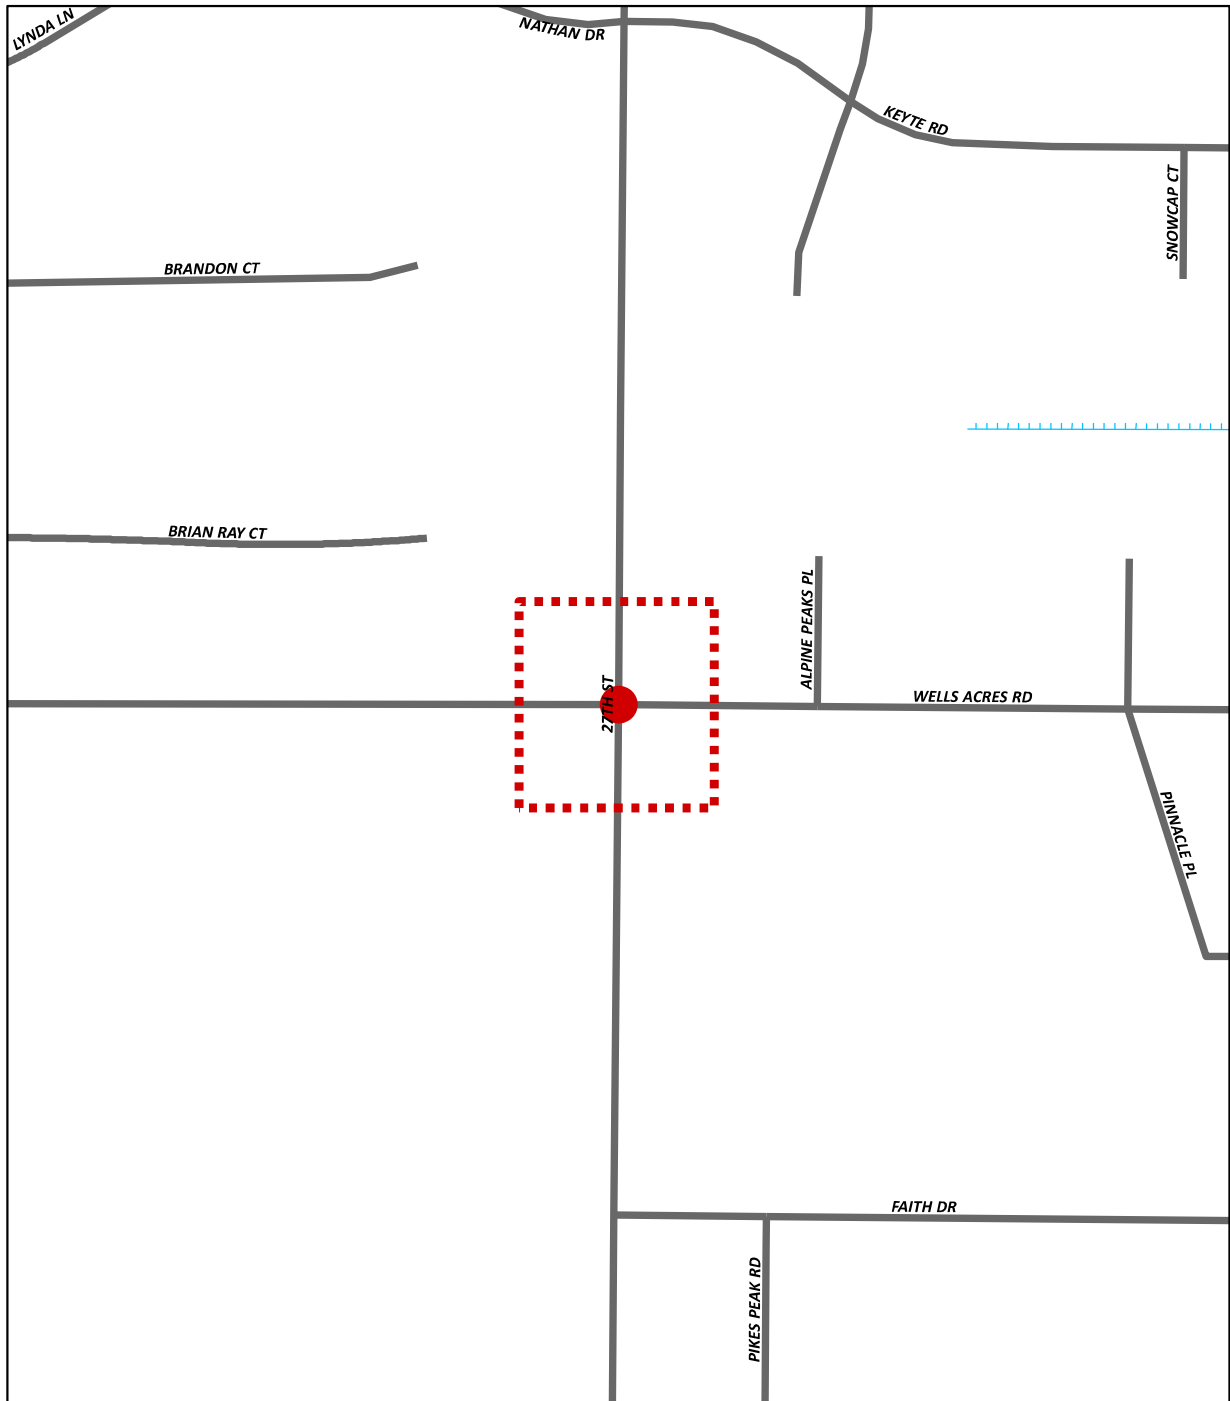 LYNDA LN
NATHAN DR
KEYTE RD
SNOWCAP CT
BRANDON CT
BRIAN RAY CT
ALPINE PEAKS PL
27TH ST
WELLS ACRES RD
PINNACLE PL
FAITH DR
PIKES PEAK RD